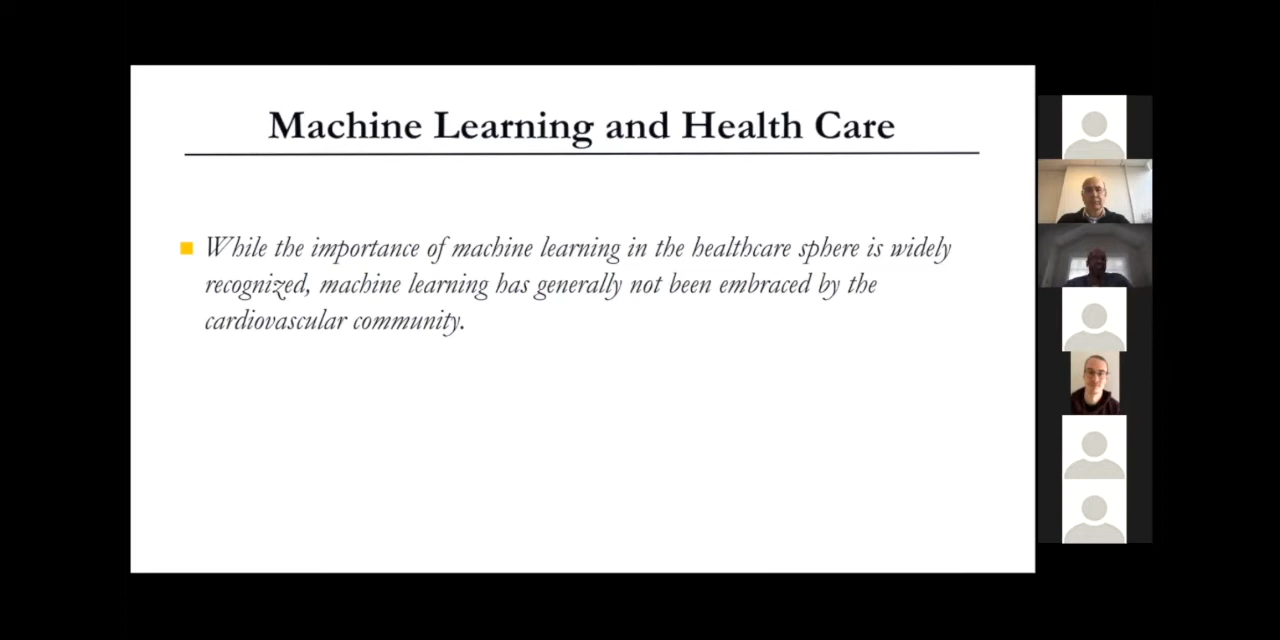 Machine Learning and Health Care
While the importance of machine learning in the healthcare sphere is widely
recognized, machine learning has generally not been embraced by the
cardiovascular community.